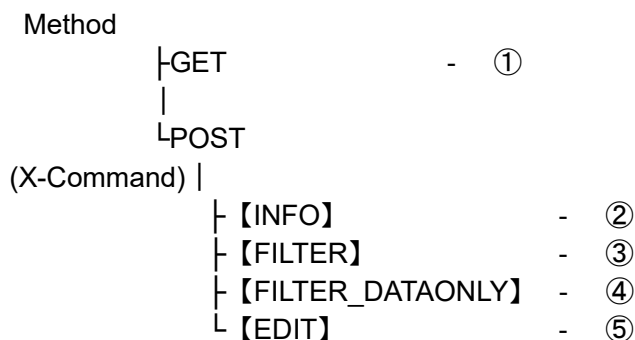 Method
├GET - ①
│
└POST
(X-Command)│
├【INFO】 - ②
├【FILTER】 - ③
├【FILTER_DATAONLY】 - ④
└【EDIT】 - ⑤